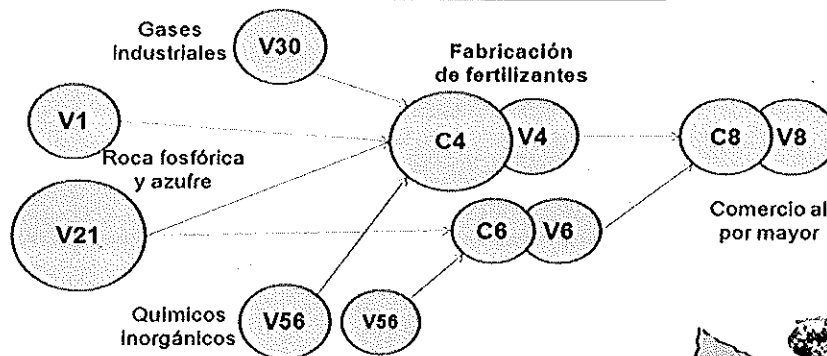 Gases
industriales
V30
Fabricación
de fertilizantes
V1
C4
V4
C8
V8
Roca fosfórica
y azufre
V21
C6
V6
Comercio al
por mayor
Quimicos
inorgánicos
V56
V56